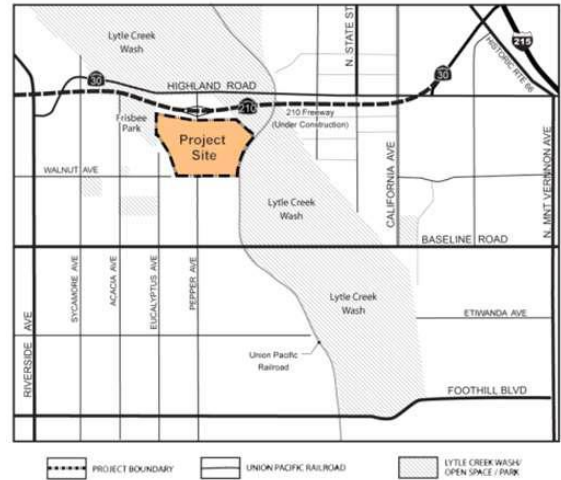 Lytle Creek
Wash
N. STATE ST
215
HISTORIC RTE 66
30
30
HIGHLAND ROAD
210
210 Freeway
(Under Construction)
Frisbee
Park
Project
Site
WALNUT AVE
CALIFORNIA AVE
N. MNT VERNON AVE
Lytle Creek
Wash
BASELINE ROAD
SYCAMORE AVE
ACACIA AVE
EUCALYPTUS AVE
PEPPER AVE
RIVERSIDE AVE
Lytle Creek
Wash
ETIWANDA AVE
Union Pacific
Railroad
FOOTHILL BLVD
PROJECT BOUNDARY
UNION PACIFIC RAILROAD
LYTLE CREEK WASH/
OPEN SPACE / PARK